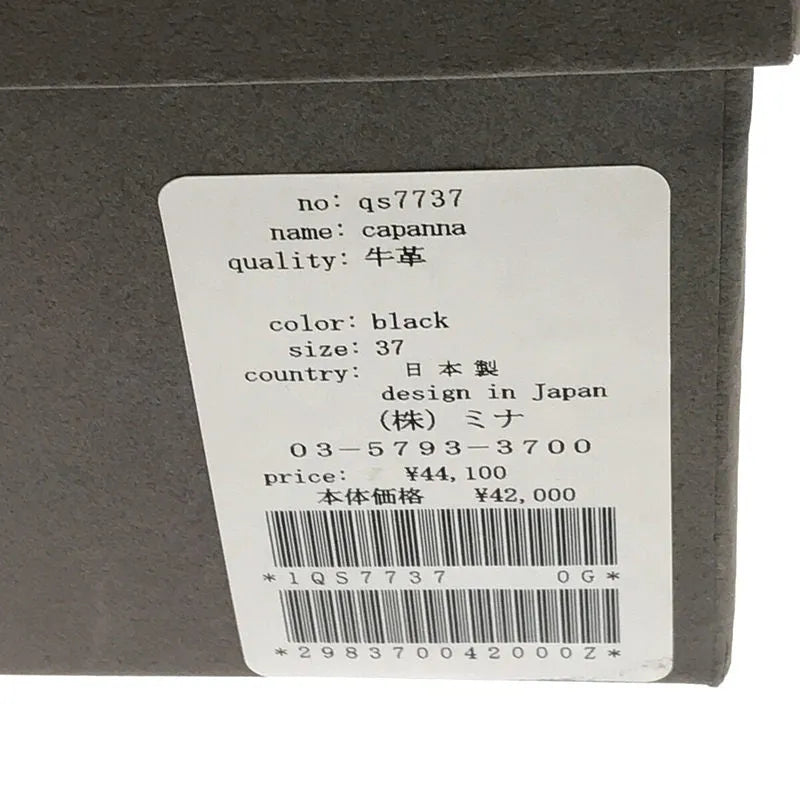 no: qs7737
name: capanna
quality: 牛革
color: black
size: 37
country: 日本製
design in Japan
(株) ミナ
03-5793-3700
price: ¥44,100
本体価格 ¥42,000
*1QS7737 0G*
*298370042000Z*